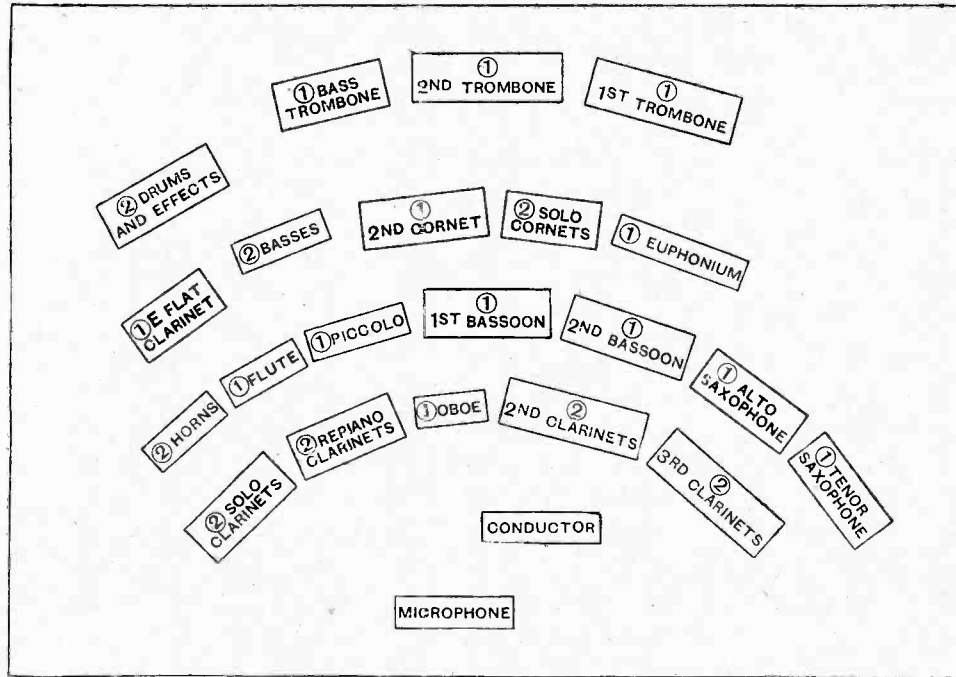 ① BASS
TROMBONE
①
2ND TROMBONE
①
1ST TROMBONE
② DRUMS
AND EFFECTS
② BASSES
①
2ND CORNET
② SOLO
CORNETS
① EUPHONIUM
① E FLAT
CLARINET
② HORNS
① FLUTE
① PICCOLO
①
1ST BASSOON
①
2ND BASSOON
① ALTO
SAXOPHONE
① TENOR
SAXOPHONE
② SOLO
CLARINETS
② REPIANO
CLARINETS
① OBOE
②
2ND CLARINETS
②
3RD CLARINETS
CONDUCTOR
MICROPHONE